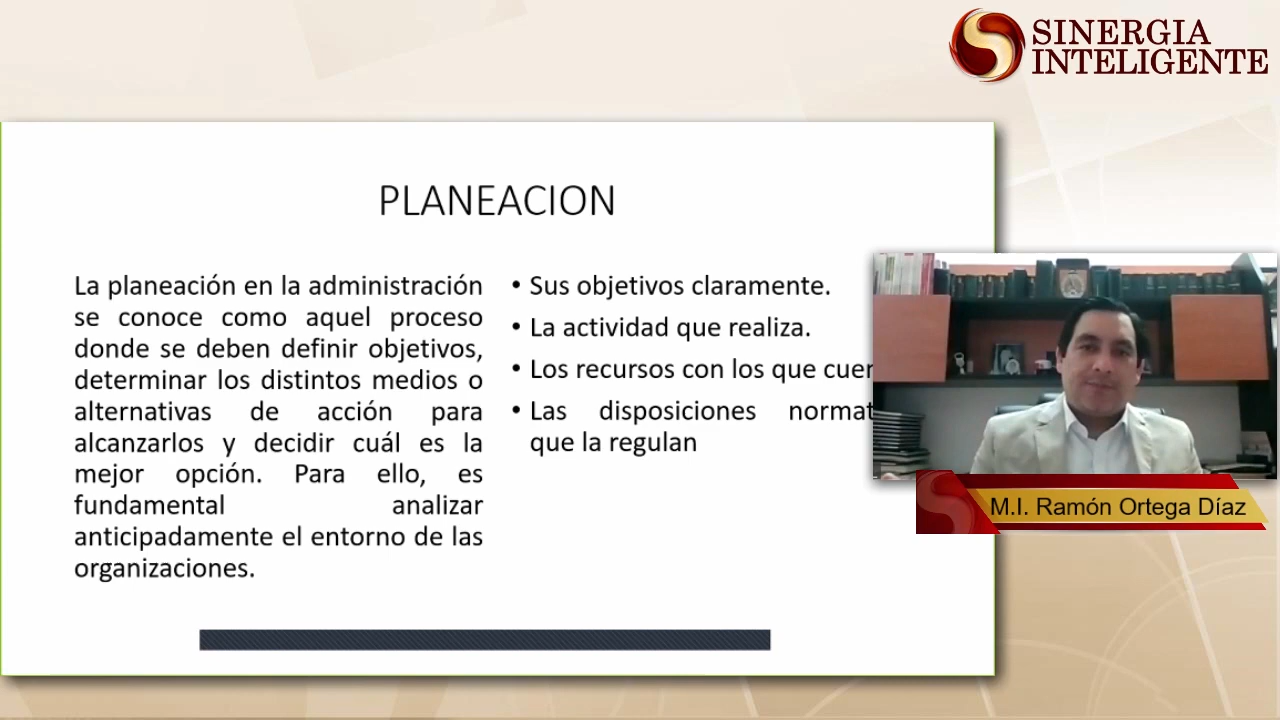 SINERGIA
INTELIGENTE
PLANEACION
La planeación en la administración
se conoce como aquel proceso
donde se deben definir objetivos,
determinar los distintos medios o
alternativas de acción para
alcanzarlos y decidir cuál es la
mejor opción. Para ello, es
fundamental analizar
anticipadamente el entorno de las
organizaciones.
• Sus objetivos claramente.
• La actividad que realiza.
• Los recursos con los que
• Las disposiciones
que la regulan
M.I. Ramón Ortega Díaz